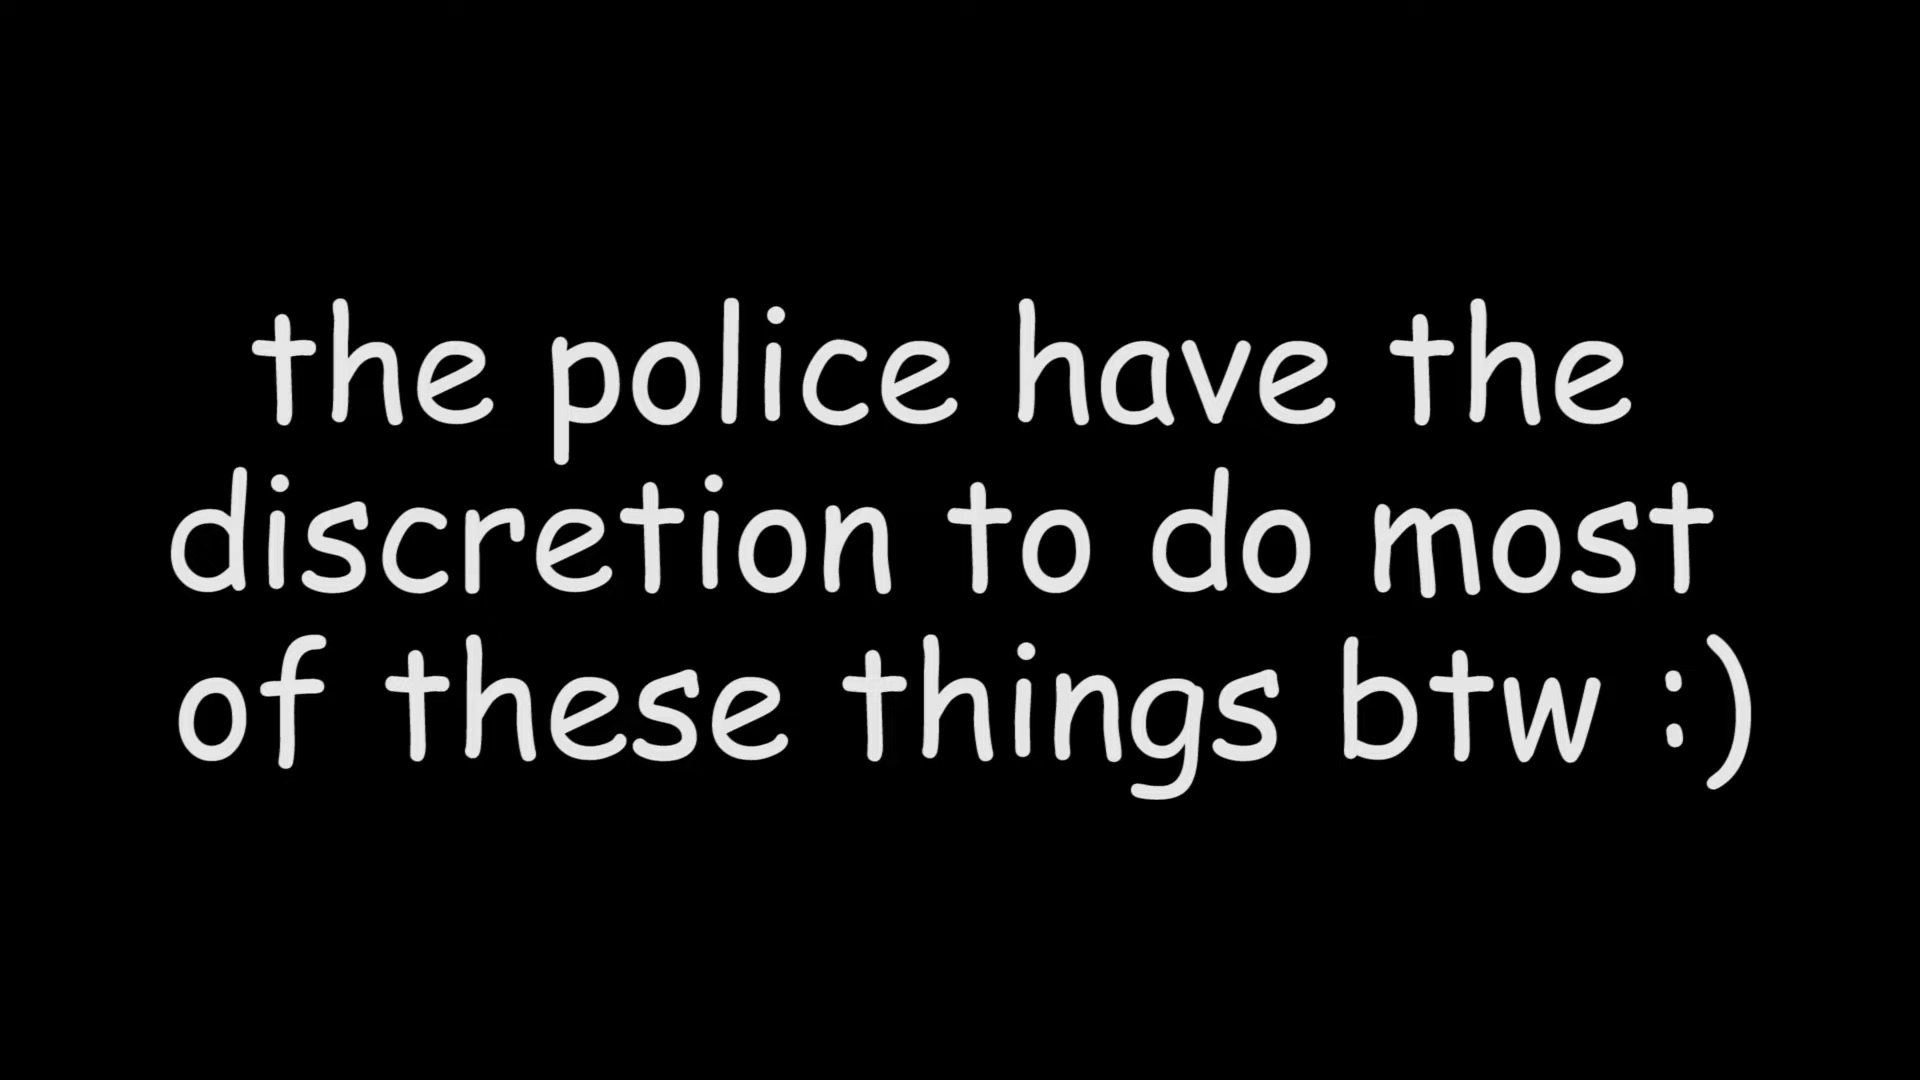 the police have the
discretion to do most
of these things btw :)